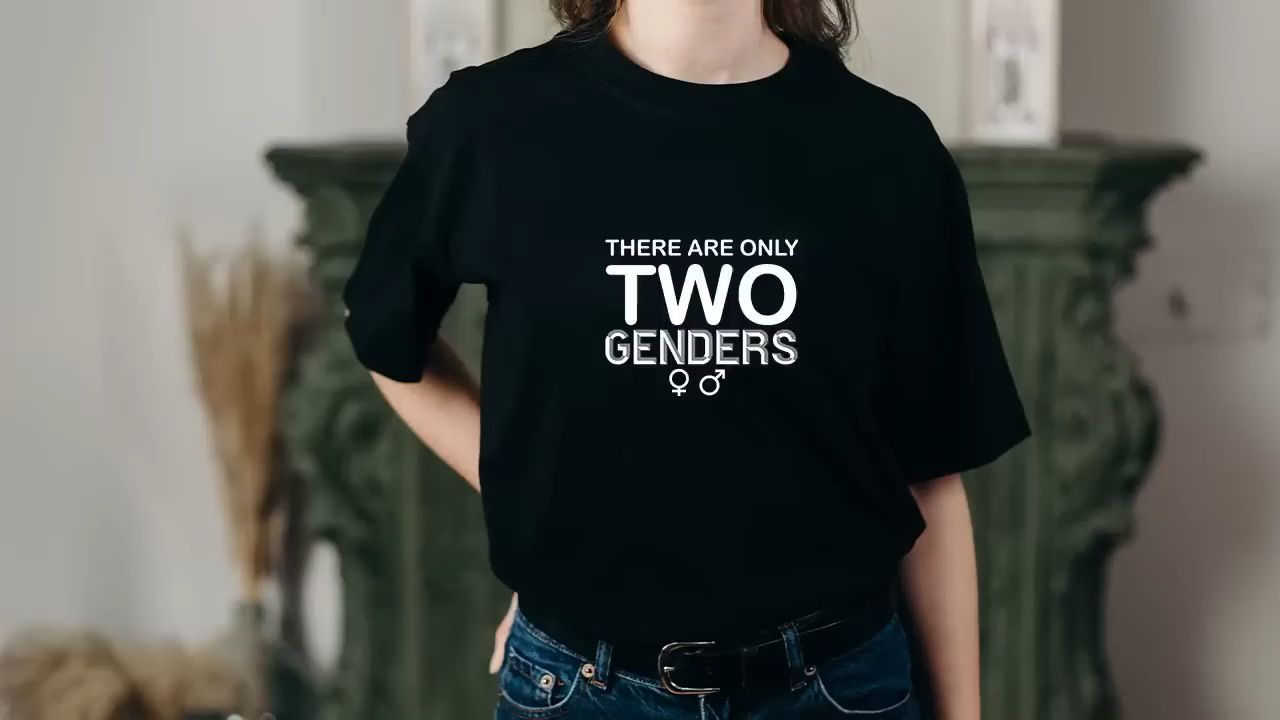 THERE ARE ONLY
TWO
GENDERS
♀ ♂